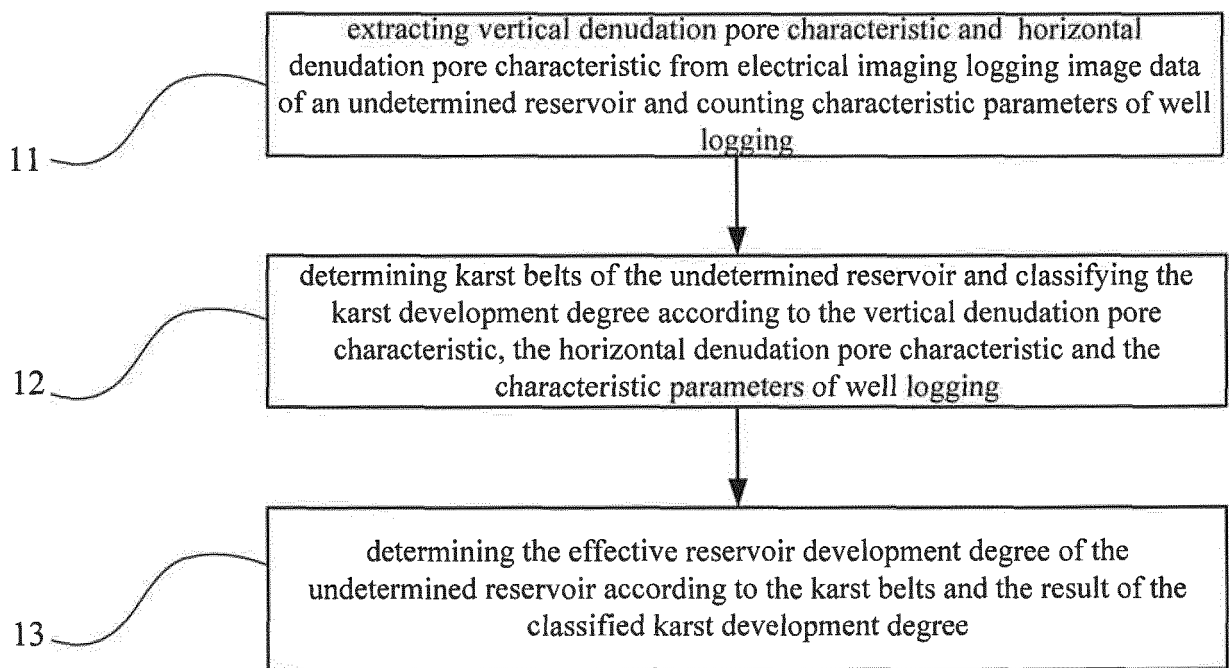 extracting vertical denudation pore characteristic and horizontal
denudation pore characteristic from electrical imaging logging image data
of an undetermined reservoir and counting characteristic parameters of well
logging
11
determining karst belts of the undetermined reservoir and classifying the
karst development degree according to the vertical denudation pore
characteristic, the horizontal denudation pore characteristic and the
characteristic parameters of well logging
12
determining the effective reservoir development degree of the
undetermined reservoir according to the karst belts and the result of the
classified karst development degree
13